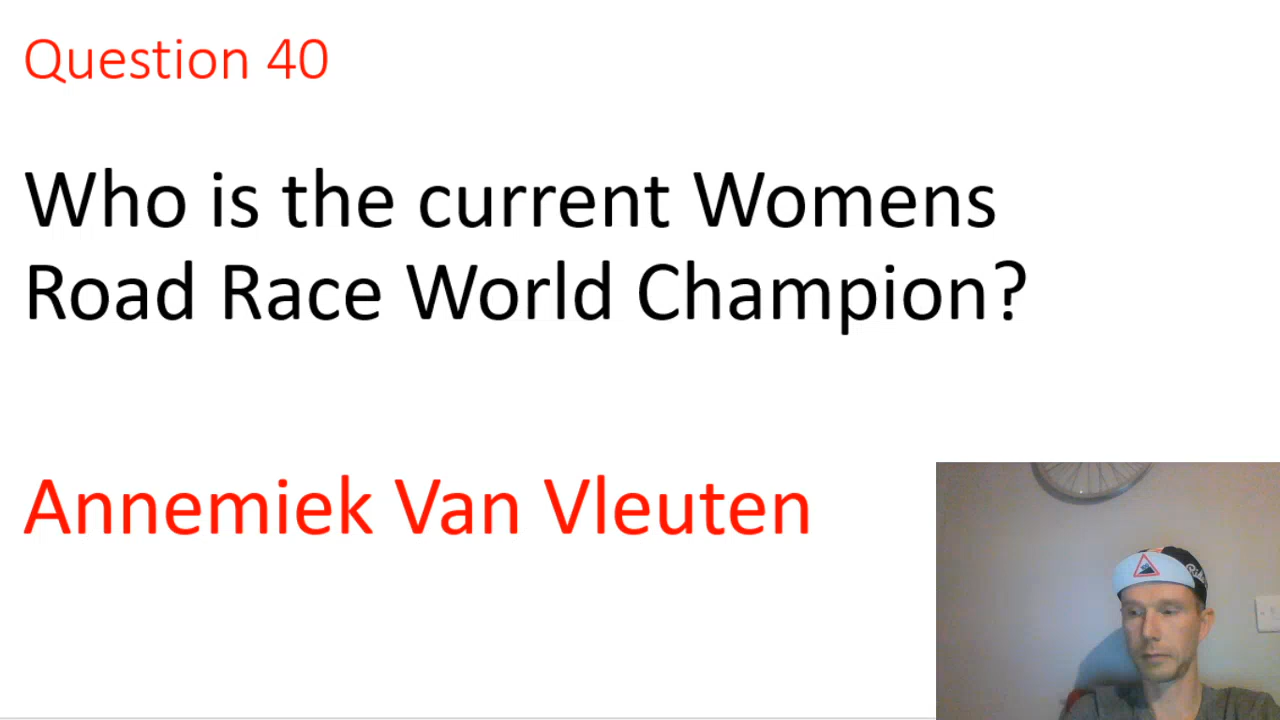 Question 40
Who is the current Womens
Road Race World Champion?
Annemiek Van Vleuten